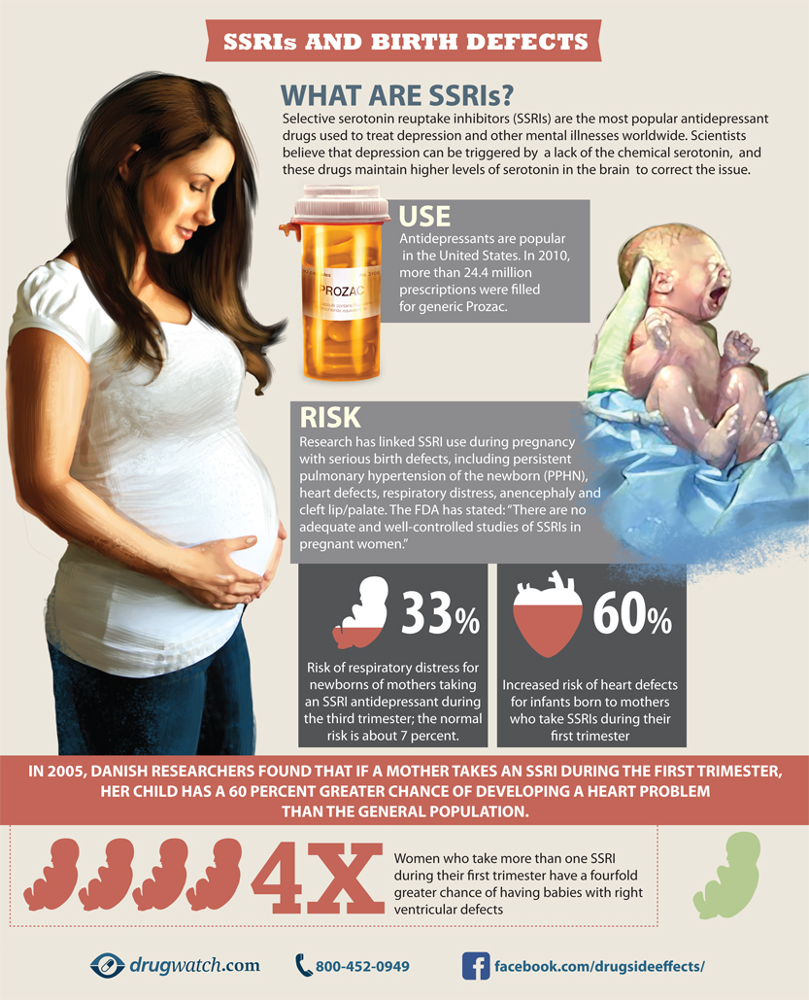 SSRIs AND BIRTH DEFECTS
WHAT ARE SSRIs?
Selective serotonin reuptake inhibitors (SSRIs) are the most popular antidepressant
drugs used to treat depression and other mental illnesses worldwide. Scientists
believe that depression can be triggered by a lack of the chemical serotonin, and
these drugs maintain higher levels of serotonin in the brain to correct the issue.
USE
Antidepressants are popular
in the United States. In 2010,
more than 24.4 million
prescriptions were filled
for generic Prozac.
PROZAC
RISK
Research has linked SSRI use during pregnancy
with serious birth defects, including persistent
pulmonary hypertension of the newborn (PPHN),
heart defects, respiratory distress, anencephaly and
cleft lip/palate. The FDA has stated: “There are no
adequate and well-controlled studies of SSRIs in
pregnant women.”
33%
Risk of respiratory distress for
newborns of mothers taking
an SSRI antidepressant during
the third trimester; the normal
risk is about 7 percent.
60%
Increased risk of heart defects
for infants born to mothers
who take SSRIs during their
first trimester
IN 2005, DANISH RESEARCHERS FOUND THAT IF A MOTHER TAKES AN SSRI DURING THE FIRST TRIMESTER,
HER CHILD HAS A 60 PERCENT GREATER CHANCE OF DEVELOPING A HEART PROBLEM
THAN THE GENERAL POPULATION.
4X
Women who take more than one SSRI
during their first trimester have a fourfold
greater chance of having babies with right
ventricular defects
drugwatch.com
800-452-0949
facebook.com/drugsideeffects/